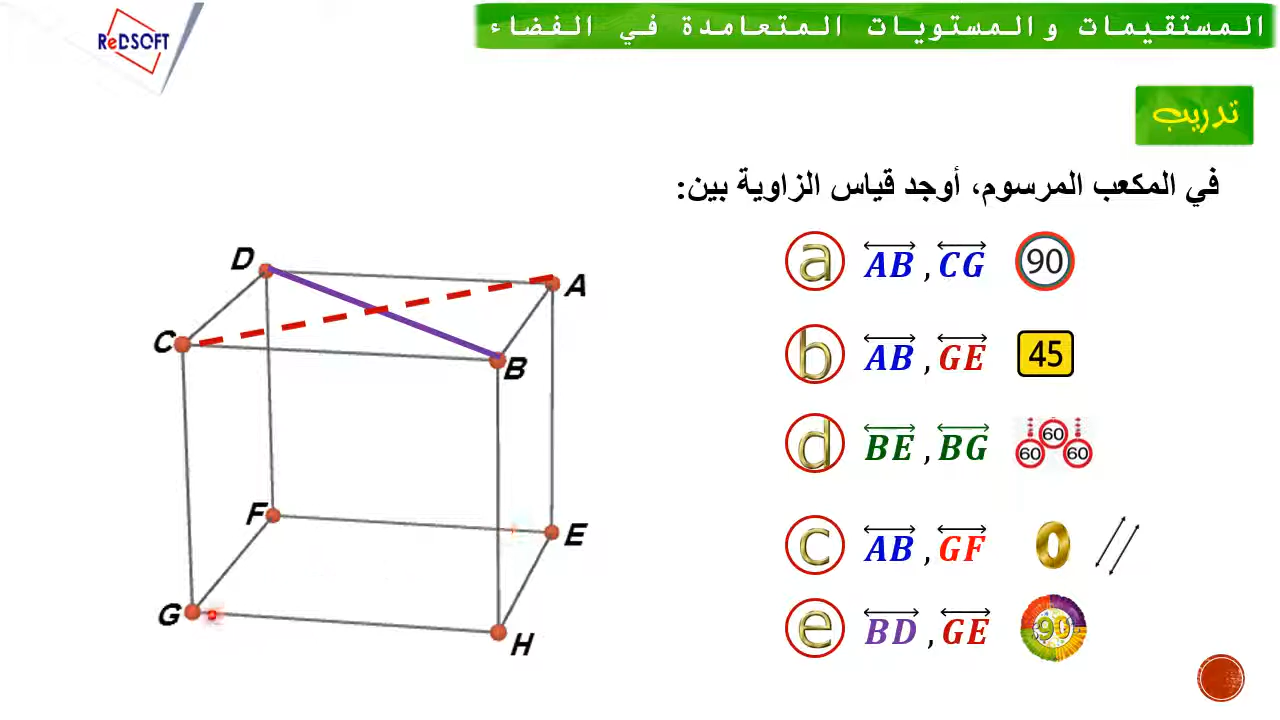 ReDSOFT
المستقيمات والمستويات المتعامدة في الفضاء
تدريب
في المكعب المرسوم، أوجد قياس الزاوية بين:
a AB , CG 90
b AB , GE 45
d BE , BG 60 60 60
c AB , GF 0
e BD , GE 90
D
A
C
B
F
E
G
H